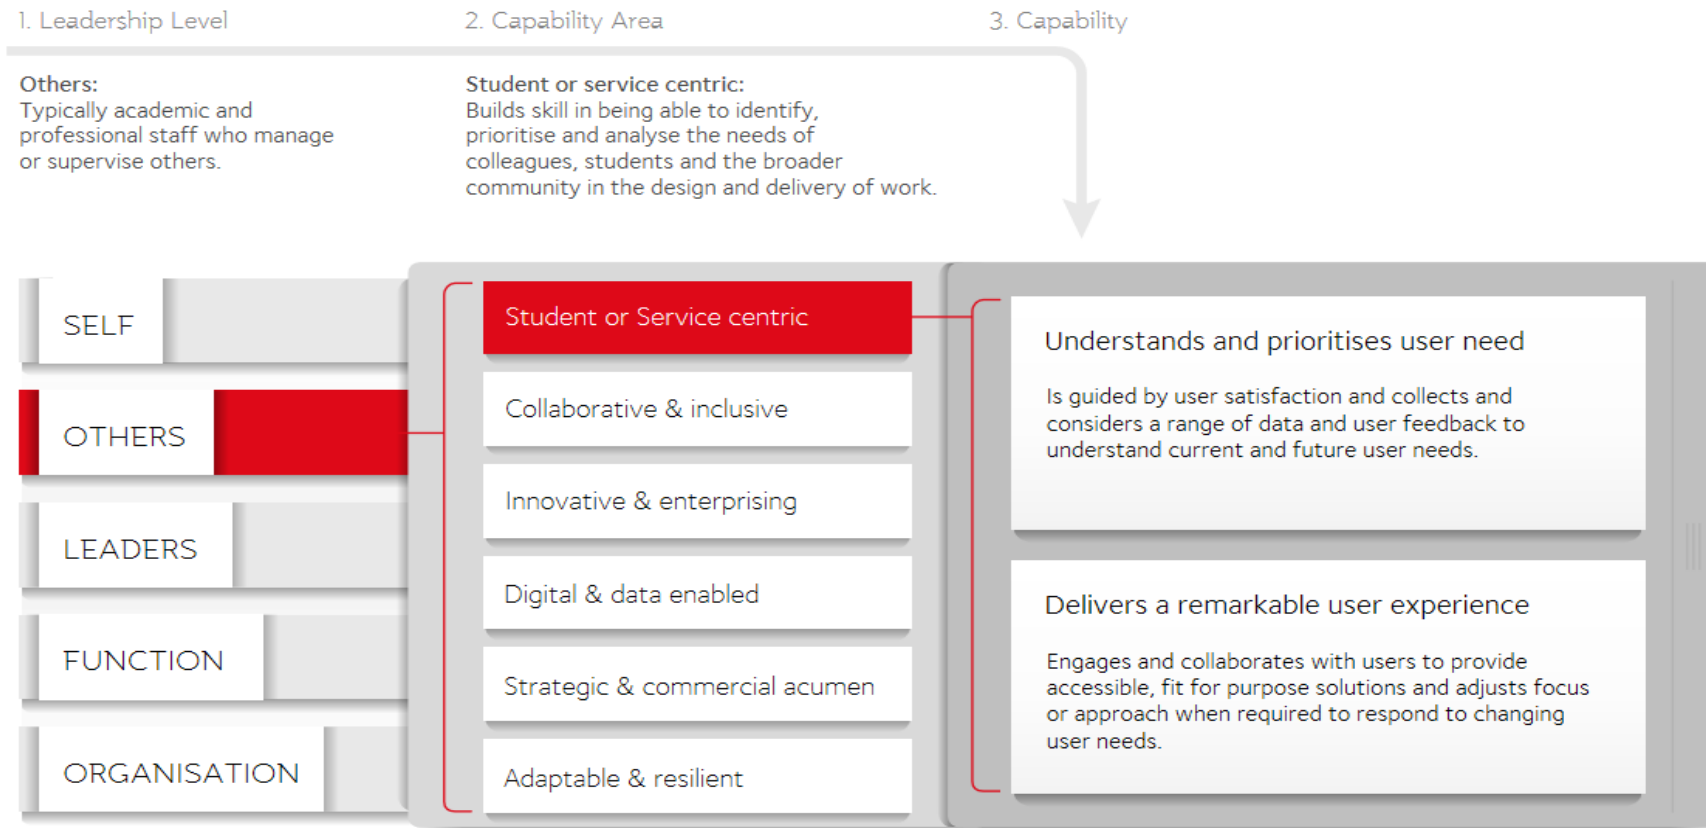 1. Leadership Level
2. Capability Area
3. Capability
Others:
Typically academic and
professional staff who manage
or supervise others.
Student or service centric:
Builds skill in being able to identify,
prioritise and analyse the needs of
colleagues, students and the broader
community in the design and delivery of work.
SELF
OTHERS
LEADERS
FUNCTION
ORGANISATION
Student or Service centric
Collaborative & inclusive
Innovative & enterprising
Digital & data enabled
Strategic & commercial acumen
Adaptable & resilient
Understands and prioritises user need
Is guided by user satisfaction and collects and
considers a range of data and user feedback to
understand current and future user needs.
Delivers a remarkable user experience
Engages and collaborates with users to provide
accessible, fit for purpose solutions and adjusts focus
or approach when required to respond to changing
user needs.